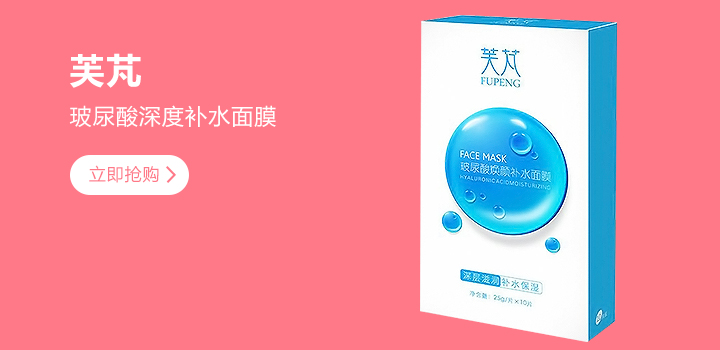 芙芃
玻尿酸深度补水面膜
立即抢购
芙芃
FUPENG
FACE MASK
玻尿酸焕颜补水面膜
HYALURONICACIDMOISTURIZING
深层滋润 补水保湿
净含量：25g/片×10片